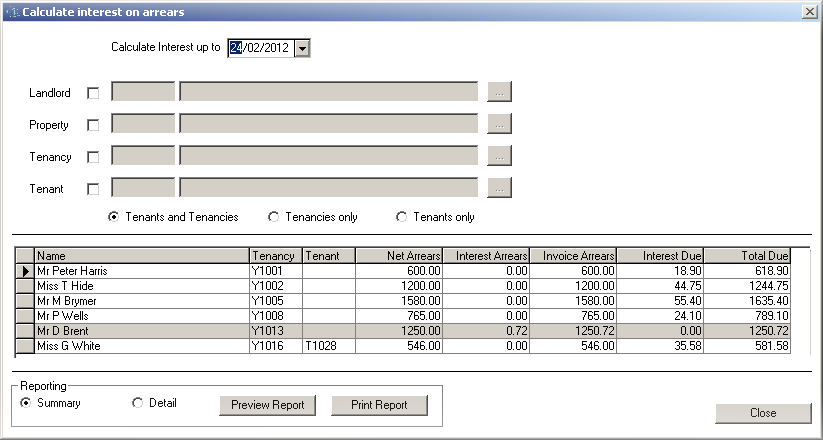 Calculate interest on arrears
Calculate Interest up to 24/02/2012
Landlord ...
Property ...
Tenancy ...
Tenant ...
Tenants and Tenancies Tenancies only Tenants only
Name Tenancy Tenant Net Arrears Interest Arrears Invoice Arrears Interest Due Total Due
Mr Peter Harris Y1001 600.00 0.00 600.00 18.90 618.90
Miss T Hide Y1002 1200.00 0.00 1200.00 44.75 1244.75
Mr M Brymer Y1005 1580.00 0.00 1580.00 55.40 1635.40
Mr P Wells Y1008 765.00 0.00 765.00 24.10 789.10
Mr D Brent Y1013 1250.00 0.72 1250.72 0.00 1250.72
Miss G White Y1016 T1028 546.00 0.00 546.00 35.58 581.58
Reporting
Summary Detail Preview Report Print Report
Close